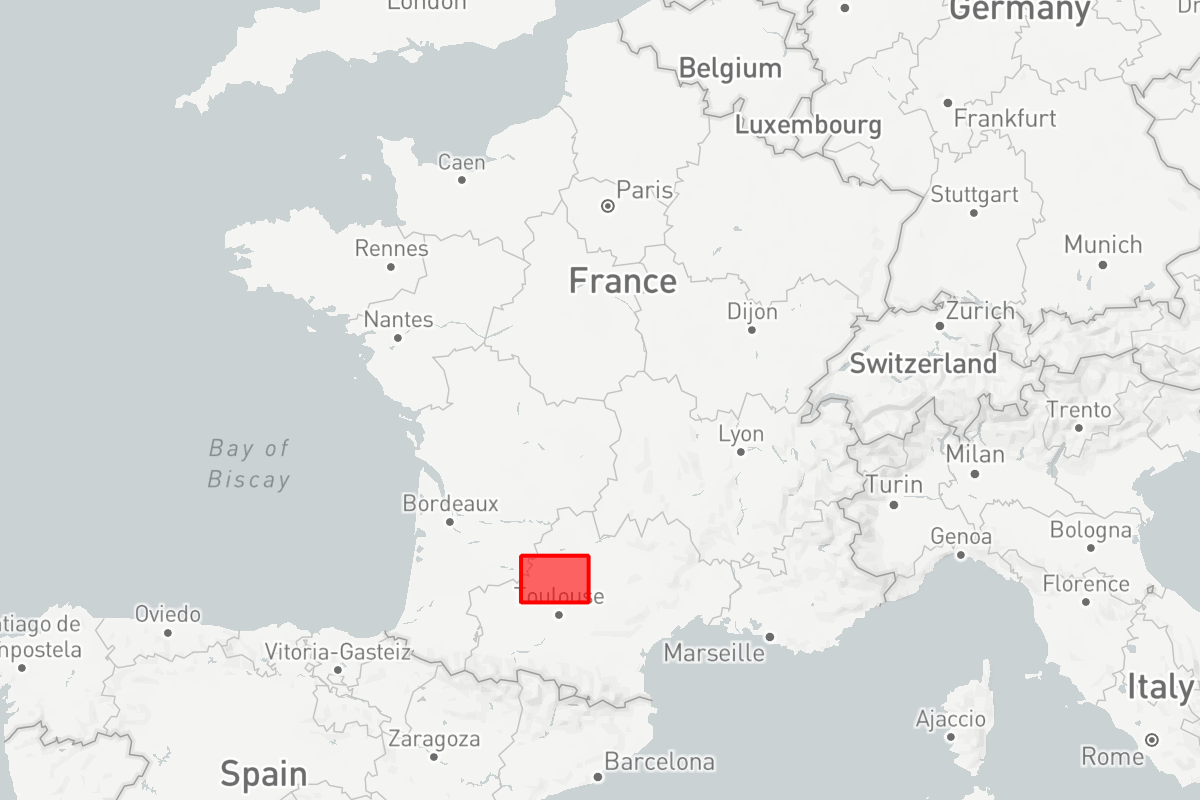 London
Germany
Belgium
Luxembourg
Frankfurt
Caen
Paris
Stuttgart
Rennes
Munich
France
Nantes
Dijon
Zurich
Switzerland
Trento
Bay of
Biscay
Lyon
Milan
Turin
Bordeaux
Genoa
Bologna
Florence
Toulouse
Oviedo
tiago de
mpostela
Vitoria-Gasteiz
Marseille
Italy
Ajaccio
Zaragoza
Rome
Barcelona
Spain